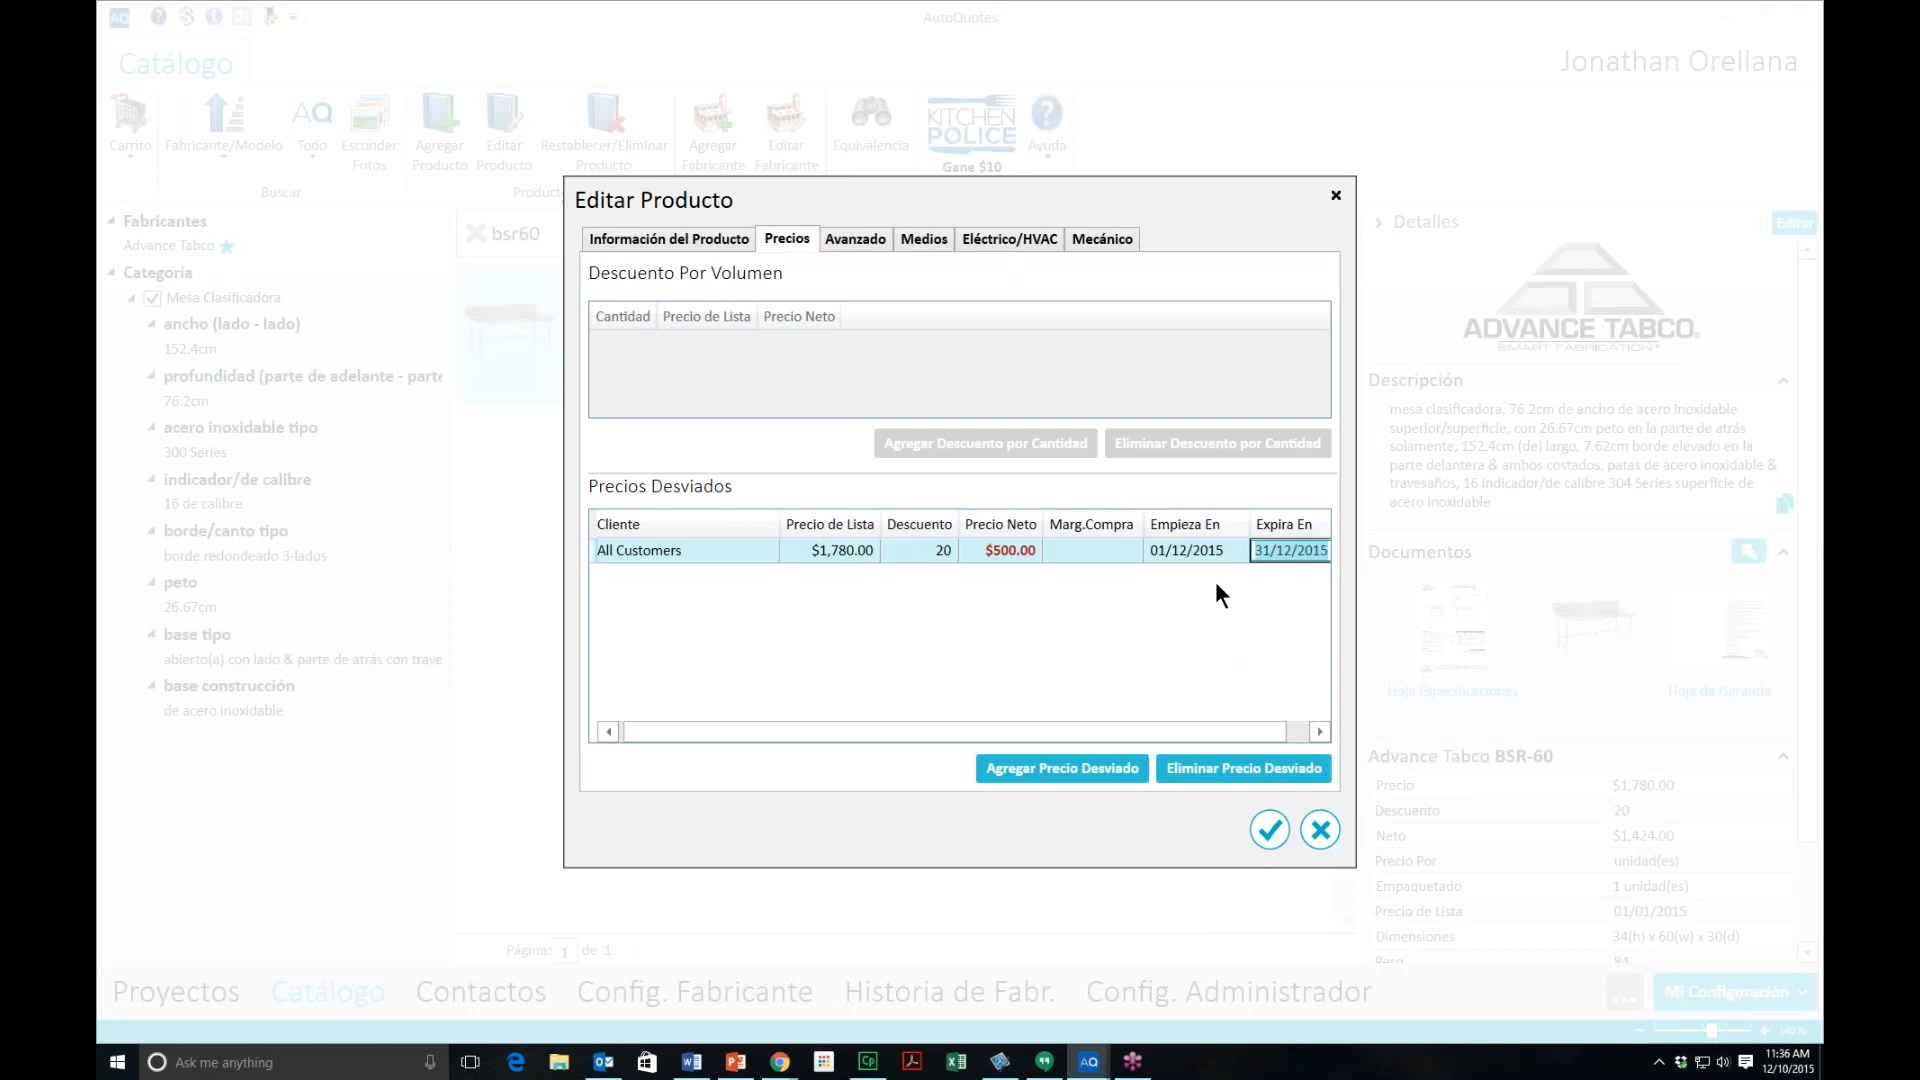 AutoQuotes
Catálogo
Jonathan Orellana
Carrito
Fabricante/Modelo
Todo
Esconder Fotos
Agregar Producto
Editar Producto
Restablecer/Eliminar Producto
Agregar Fabricante
Editar Fabricante
Equivalencia
KITCHEN POLICE
Gane $10
Ayuda
Buscar
Product
Fabricantes
Advance Tabco
Categoría
Mesa Clasificadora
ancho (lado - lado)
152.4cm
profundidad (parte de adelante - parte
76.2cm
acero inoxidable tipo
300 Series
indicador/de calibre
16 de calibre
borde/canto tipo
borde redondeado 3-lados
peto
26.67cm
base tipo
abierto(a) con lado & parte de atrás con trave
base construcción
de acero inoxidable
bsr60
Editar Producto
Información del Producto Precios Avanzado Medios Eléctrico/HVAC Mecánico
Descuento Por Volumen
Cantidad Precio de Lista Precio Neto
Agregar Descuento por Cantidad Eliminar Descuento por Cantidad
Precios Desviados
Cliente Precio de Lista Descuento Precio Neto Marg.Compra Empieza En Expira En
All Customers $1,780.00 20 $500.00 01/12/2015 31/12/2015
Agregar Precio Desviado Eliminar Precio Desviado
Página: 1 de 1
Detalles
Editar
ADVANCE TABCO.
SMART FABRICATION™
Descripción
mesa clasificadora, 76.2cm de ancho de acero inoxidable
superior/superficie, con 26.67cm peto en la parte de atrás
solamente, 152.4cm (de) largo, 7.62cm borde elevado en la
parte delantera & ambos costados, patas de acero inoxidable &
travesaños, 16 indicador/de calibre 304 Series superficie de
acero inoxidable
Documentos
Hoja Especificaciones
Hoja de Garantia
Advance Tabco BSR-60
Precio $1,780.00
Descuento 20
Neto $1,424.00
Precio Por unidad(es)
Empaquetado 1 unidad(es)
Precio de Lista 01/01/2015
Dimensiones 34(h) x 60(w) x 30(d)
Peso 84
Proyectos Catálogo Contactos Config. Fabricante Historia de Fabr. Config. Administrador
... Mi Configuración
Ask me anything
11:36 AM
12/10/2015